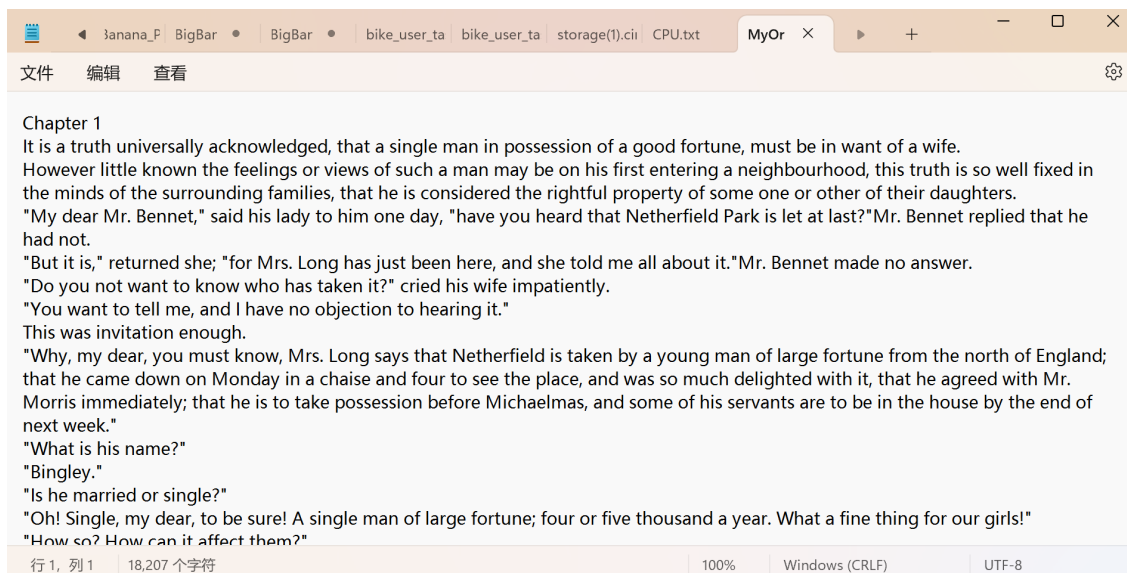 Banana_P BigBar BigBar bike_user_ta bike_user_ta storage(1).cii CPU.txt MyOr
文件 编辑 查看
Chapter 1
It is a truth universally acknowledged, that a single man in possession of a good fortune, must be in want of a wife.
However little known the feelings or views of such a man may be on his first entering a neighbourhood, this truth is so well fixed in
the minds of the surrounding families, that he is considered the rightful property of some one or other of their daughters.
"My dear Mr. Bennet," said his lady to him one day, "have you heard that Netherfield Park is let at last?"Mr. Bennet replied that he
had not.
"But it is," returned she; "for Mrs. Long has just been here, and she told me all about it."Mr. Bennet made no answer.
"Do you not want to know who has taken it?" cried his wife impatiently.
"You want to tell me, and I have no objection to hearing it."
This was invitation enough.
"Why, my dear, you must know, Mrs. Long says that Netherfield is taken by a young man of large fortune from the north of England;
that he came down on Monday in a chaise and four to see the place, and was so much delighted with it, that he agreed with Mr.
Morris immediately; that he is to take possession before Michaelmas, and some of his servants are to be in the house by the end of
next week."
"What is his name?"
"Bingley."
"Is he married or single?"
"Oh! Single, my dear, to be sure! A single man of large fortune; four or five thousand a year. What a fine thing for our girls!"
"How so? How can it affect them?"
行 1, 列 1 18,207 个字符 100% Windows (CRLF) UTF-8